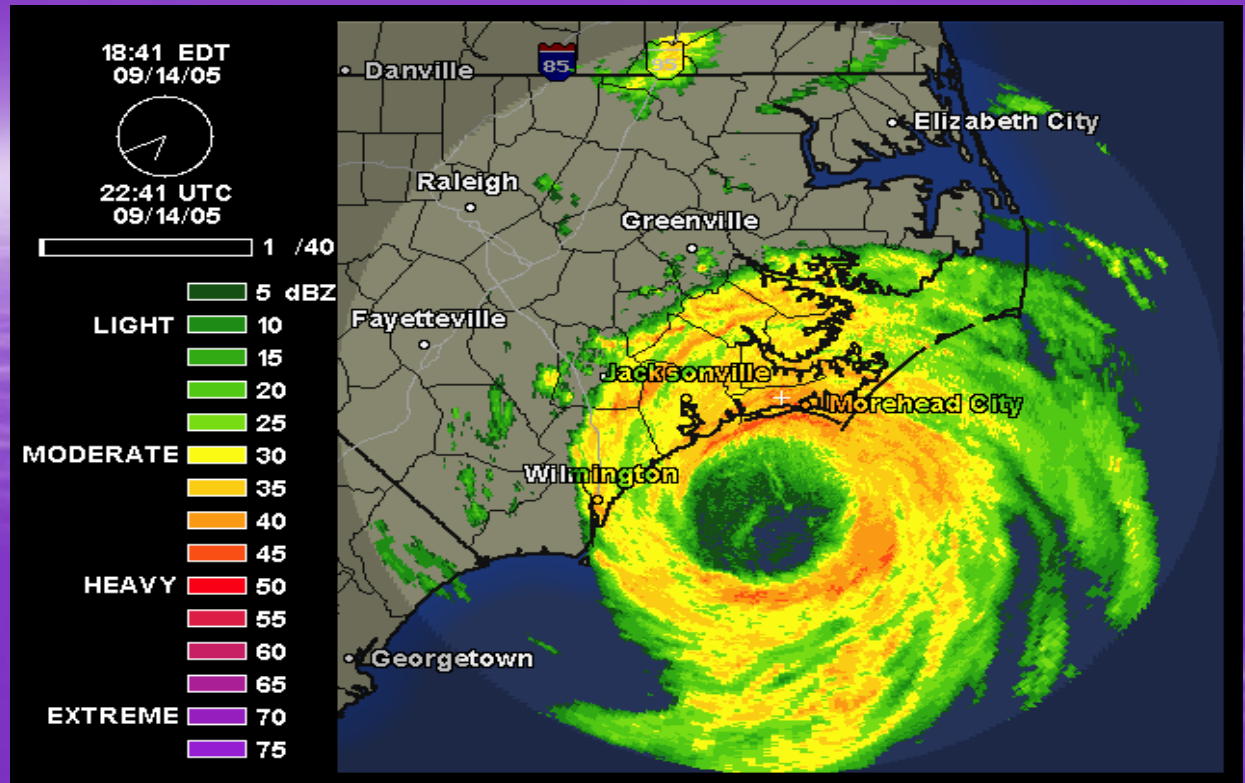 18:41 EDT
09/14/05
22:41 UTC
09/14/05
1 /40
5 dBZ
LIGHT 10
15
20
25
MODERATE 30
35
40
45
HEAVY 50
55
60
65
EXTREME 70
75
85
95
Danville
Elizabeth City
Raleigh
Greenville
Fayetteville
Jacksonville
Morehead City
Wilmington
Georgetown